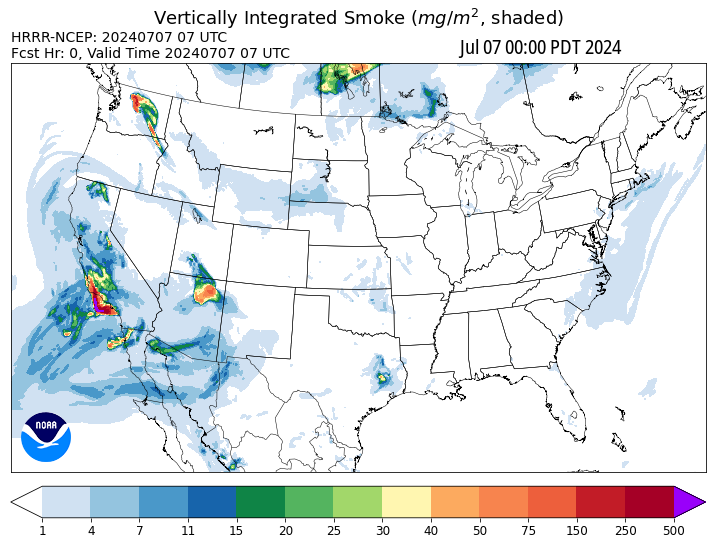 Vertically Integrated Smoke (mg/m², shaded)
HRRR-NCEP: 20240707 07 UTC
Fcst Hr: 0, Valid Time 20240707 07 UTC
Jul 07 00:00 PDT 2024
NOAA
1 4 7 11 15 20 25 30 40 50 75 150 250 500